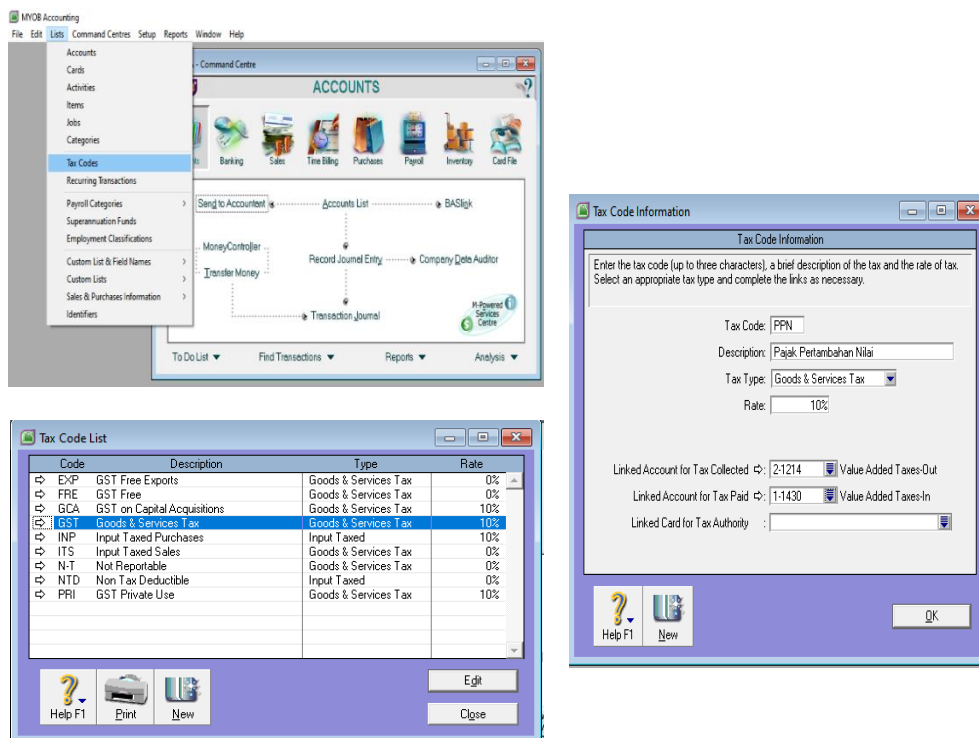 MYOB Accounting
File Edit Lists Command Centres Setup Reports Window Help
Accounts
Cards
Activities
Items
Jobs
Categories
Tax Codes
Recurring Transactions
Payroll Categories
Superannuation Funds
Employment Classifications
Custom List & Field Names
Custom Lists
Sales & Purchases Information
Identifiers
- Command Centre
ACCOUNTS
Banking Sales Time Billing Purchases Payroll Inventory Card File
Send to Accountant Accounts List BASlink
MoneyController
Record Journal Entry Company Data Auditor
Transfer Money
M-Powered
Services
Centre
Transaction Journal
To Do List Find Transactions Reports Analysis
Tax Code List
Code Description Type Rate
EXP GST Free Exports Goods & Services Tax 0%
FRE GST Free Goods & Services Tax 0%
GCA GST on Capital Acquisitions Goods & Services Tax 10%
GST Goods & Services Tax Goods & Services Tax 10%
INP Input Taxed Purchases Input Taxed 10%
ITS Input Taxed Sales Goods & Services Tax 0%
N-T Not Reportable Goods & Services Tax 0%
NTD Non Tax Deductible Input Taxed 0%
PRI GST Private Use Goods & Services Tax 10%
Edit
Help F1 Print New
Close
Tax Code Information
Tax Code Information
Enter the tax code (up to three characters), a brief description of the tax and the rate of tax.
Select an appropriate tax type and complete the links as necessary.
Tax Code: PPN
Description: Pajak Pertambahan Nilai
Tax Type: Goods & Services Tax
Rate: 10%
Linked Account for Tax Collected : 2-1214 Value Added Taxes-Out
Linked Account for Tax Paid : 1-1430 Value Added Taxes-In
Linked Card for Tax Authority :
OK
Help F1 New